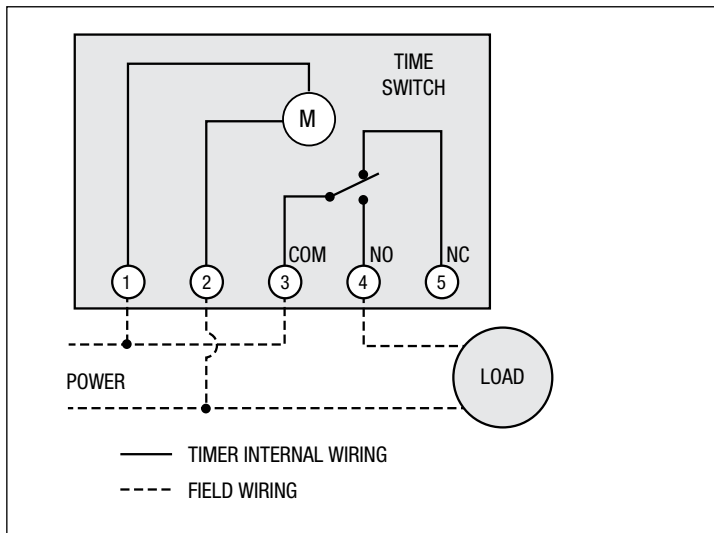 TIME
SWITCH
M
COM
NO
NC
1
2
3
4
5
POWER
LOAD
TIMER INTERNAL WIRING
FIELD WIRING